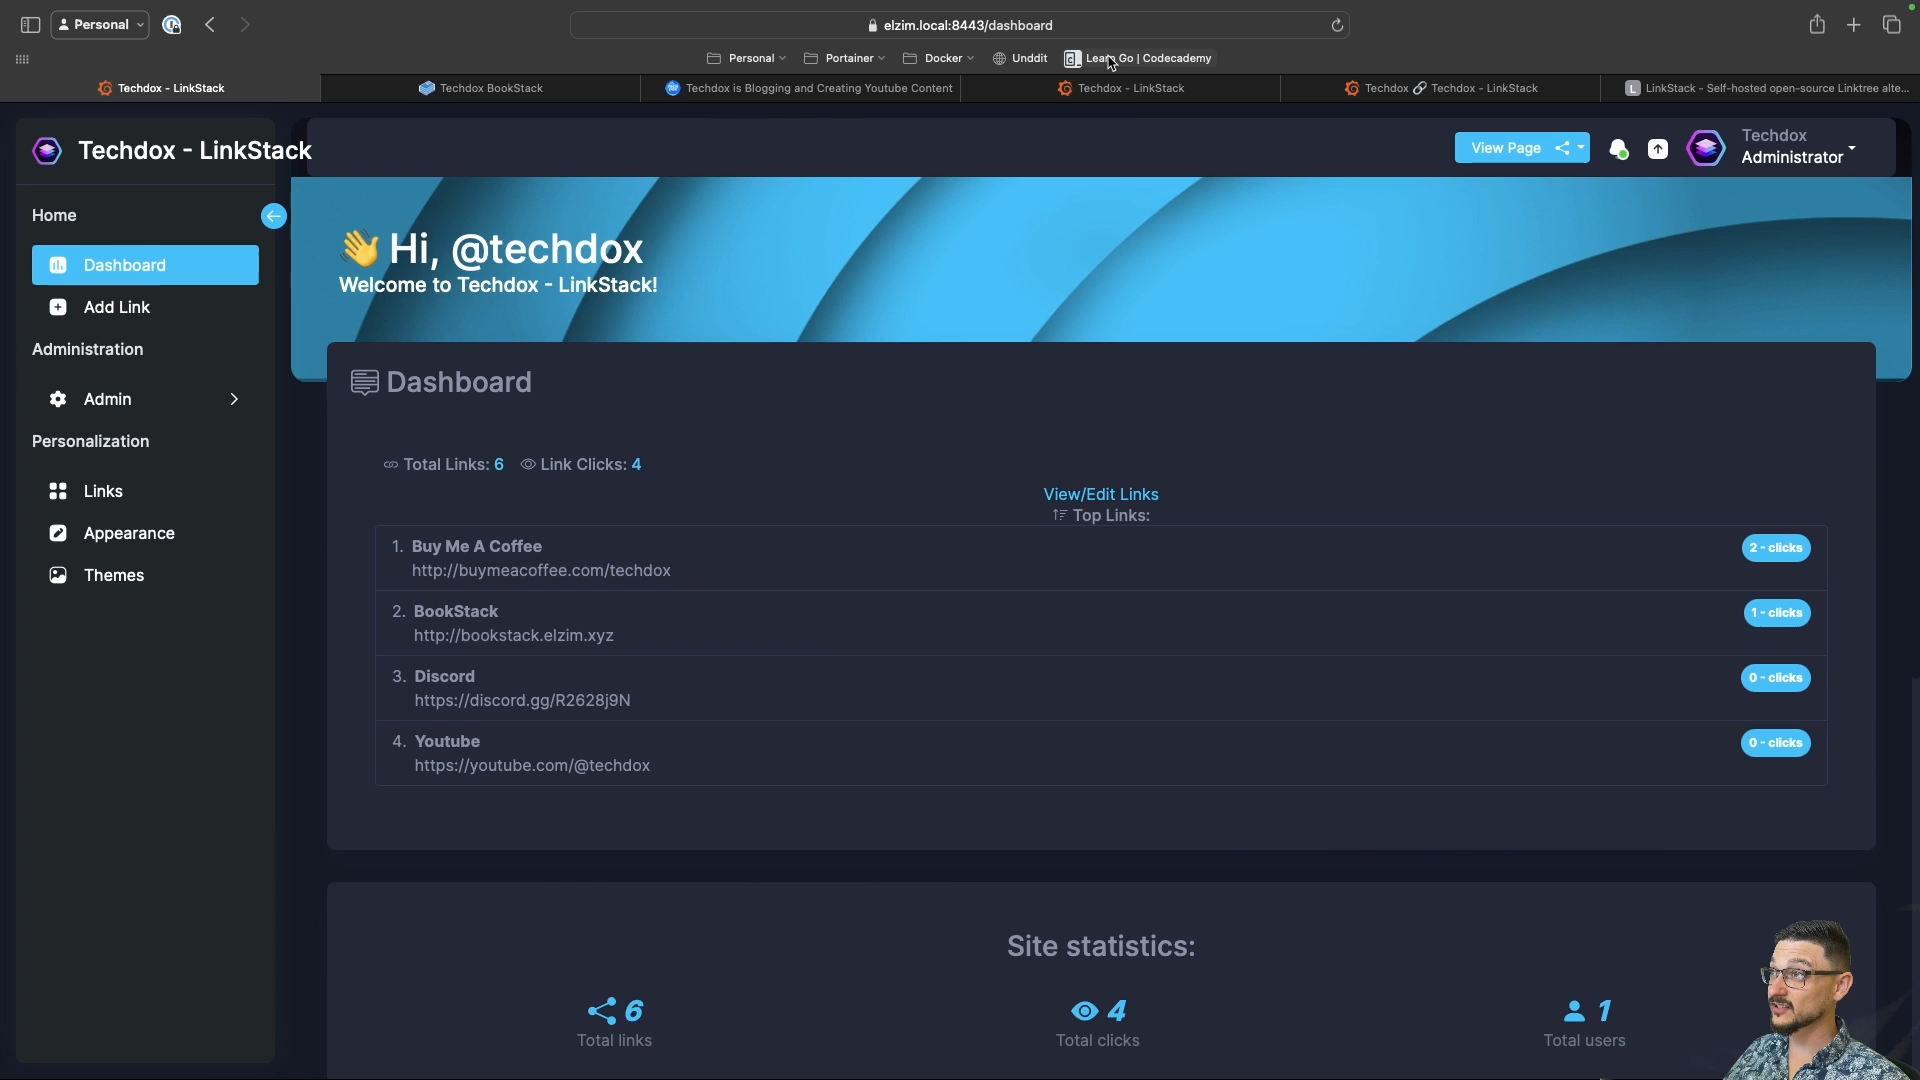 Personal
elzim.local:8443/dashboard
Personal
Portainer
Docker
Unddit
Learn Go | Codecademy
Techdox - LinkStack
Techdox BookStack
Techdox is Blogging and Creating Youtube Content
Techdox - LinkStack
Techdox 🔗 Techdox - LinkStack
LinkStack - Self-hosted open-source Linktree alte...
Techdox - LinkStack
View Page
Techdox
Administrator
Home
Dashboard
Add Link
Administration
Admin
Personalization
Links
Appearance
Themes
👋 Hi, @techdox
Welcome to Techdox - LinkStack!
Dashboard
Total Links: 6 Link Clicks: 4
View/Edit Links
Top Links:
1. Buy Me A Coffee
http://buymeacoffee.com/techdox
2 - clicks
2. BookStack
http://bookstack.elzim.xyz
1 - clicks
3. Discord
https://discord.gg/R2628j9N
0 - clicks
4. Youtube
https://youtube.com/@techdox
0 - clicks
Site statistics:
6
Total links
4
Total clicks
1
Total users